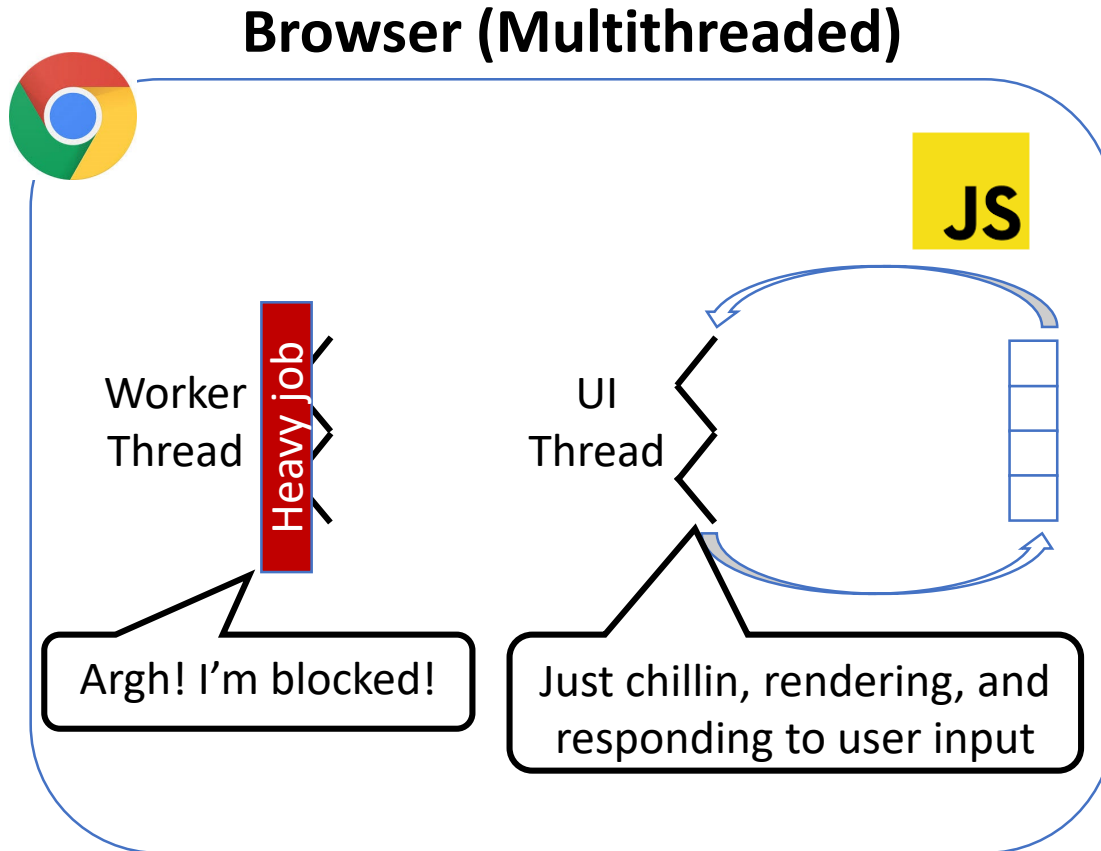 Browser (Multithreaded)
JS
Worker
Thread
Heavy job
UI
Thread
Argh! I’m blocked!
Just chillin, rendering, and
responding to user input